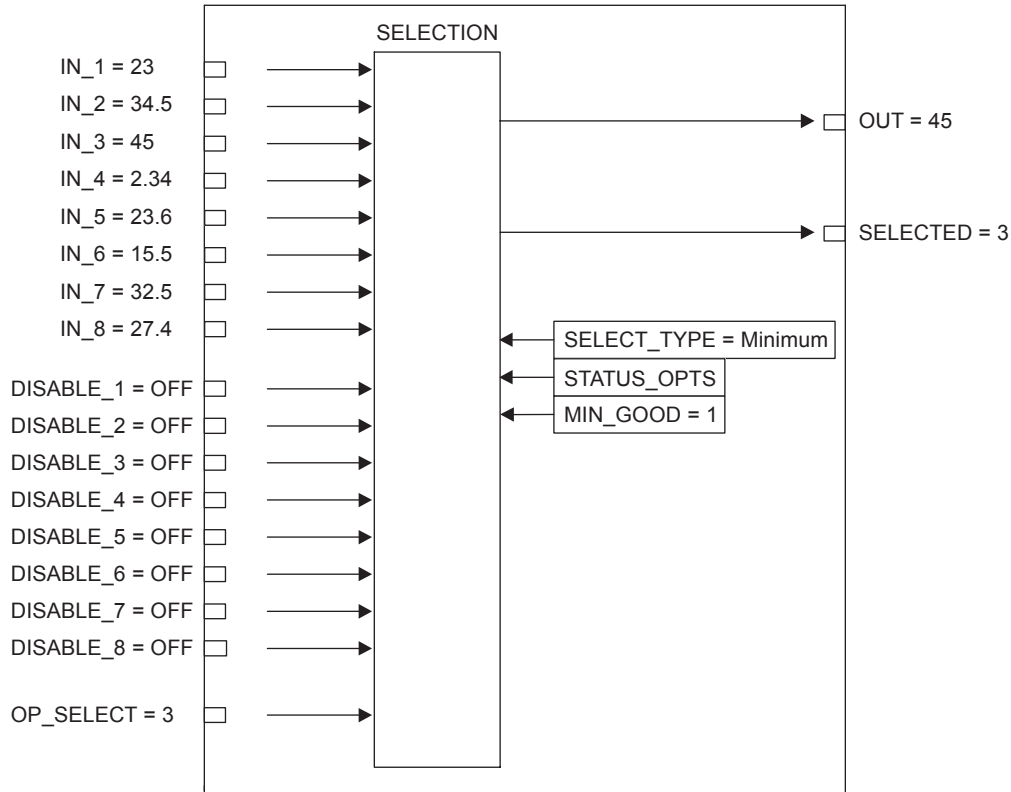 SELECTION
IN_1 = 23
IN_2 = 34.5
IN_3 = 45
IN_4 = 2.34
IN_5 = 23.6
IN_6 = 15.5
IN_7 = 32.5
IN_8 = 27.4
DISABLE_1 = OFF
DISABLE_2 = OFF
DISABLE_3 = OFF
DISABLE_4 = OFF
DISABLE_5 = OFF
DISABLE_6 = OFF
DISABLE_7 = OFF
DISABLE_8 = OFF
OP_SELECT = 3
OUT = 45
SELECTED = 3
SELECT_TYPE = Minimum
STATUS_OPTS
MIN_GOOD = 1